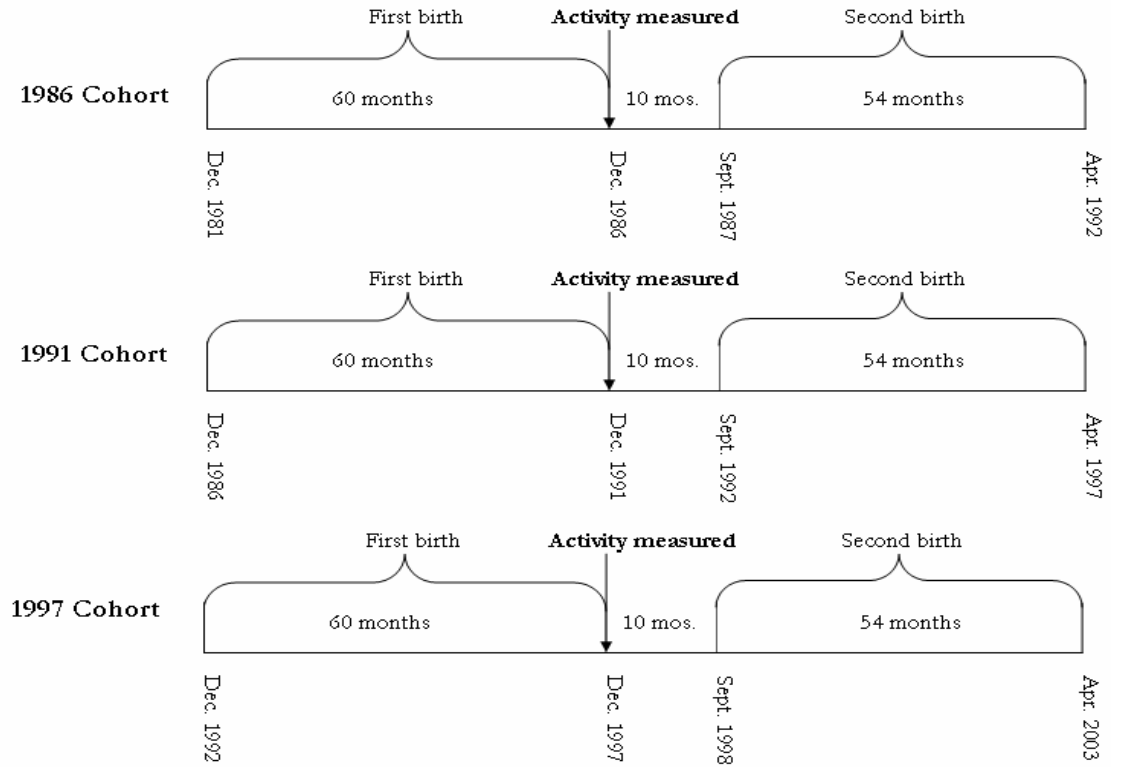 First birth Activity measured Second birth
1986 Cohort 60 months 10 mos. 54 months
Dec. 1981 Dec. 1986 Sept. 1987 Apr. 1992
First birth Activity measured Second birth
1991 Cohort 60 months 10 mos. 54 months
Dec. 1986 Dec. 1991 Sept. 1992 Apr. 1997
First birth Activity measured Second birth
1997 Cohort 60 months 10 mos. 54 months
Dec. 1992 Dec. 1997 Sept. 1998 Apr. 2003